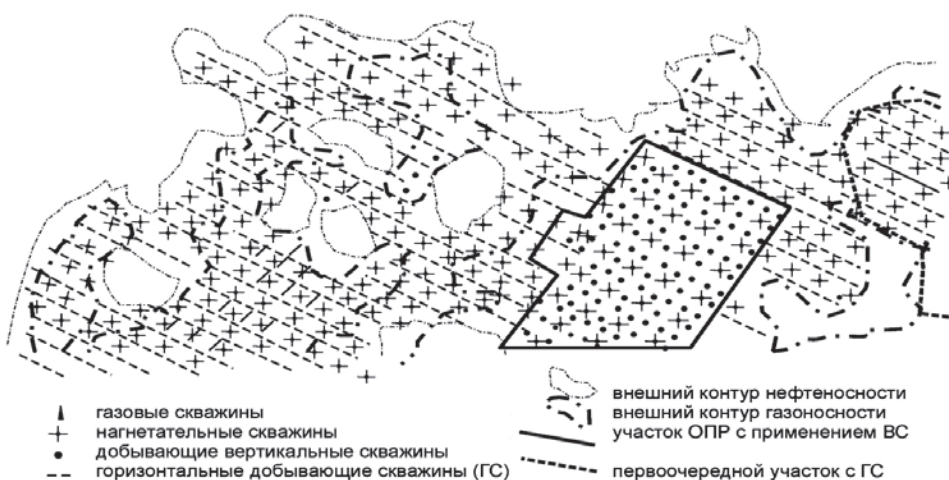 газовые скважины
нагнетательные скважины
добывающие вертикальные скважины
горизонтальные добывающие скважины (ГС)
внешний контур нефтеносности
внешний контур газоносности
участок ОПР с применением ВС
первоочередной участок с ГС